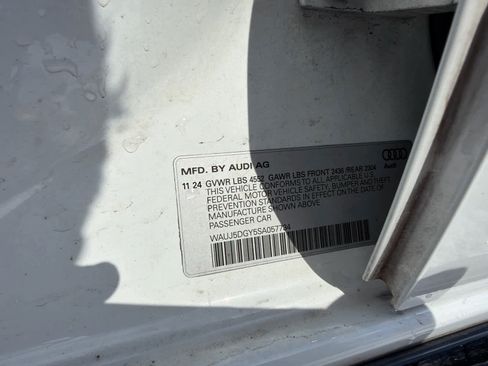 MFD. BY AUDI AG
11 24 GVWR LBS 4552 GAWR LBS FRONT 2436 /REAR 2304
THIS VEHICLE CONFORMS TO ALL APPLICABLE U.S.
FEDERAL MOTOR VEHICLE SAFETY, BUMPER AND THEFT
PREVENTION STANDARDS IN EFFECT ON THE DATE OF
MANUFACTURE SHOWN ABOVE.
PASSENGER CAR
WAUJ5DGY5SA057734
Audi